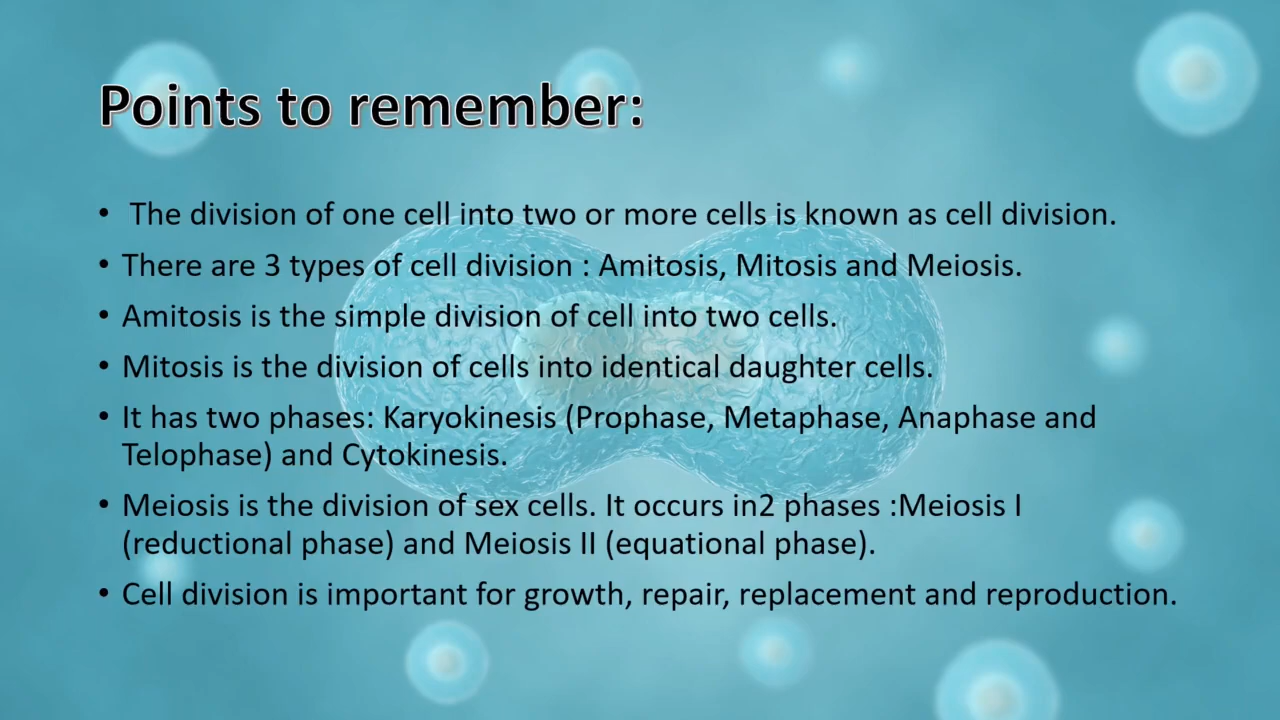 Points to remember:
• The division of one cell into two or more cells is known as cell division.
• There are 3 types of cell division : Amitosis, Mitosis and Meiosis.
• Amitosis is the simple division of cell into two cells.
• Mitosis is the division of cells into identical daughter cells.
• It has two phases: Karyokinesis (Prophase, Metaphase, Anaphase and
Telophase) and Cytokinesis.
• Meiosis is the division of sex cells. It occurs in2 phases :Meiosis I
(reductional phase) and Meiosis II (equational phase).
• Cell division is important for growth, repair, replacement and reproduction.